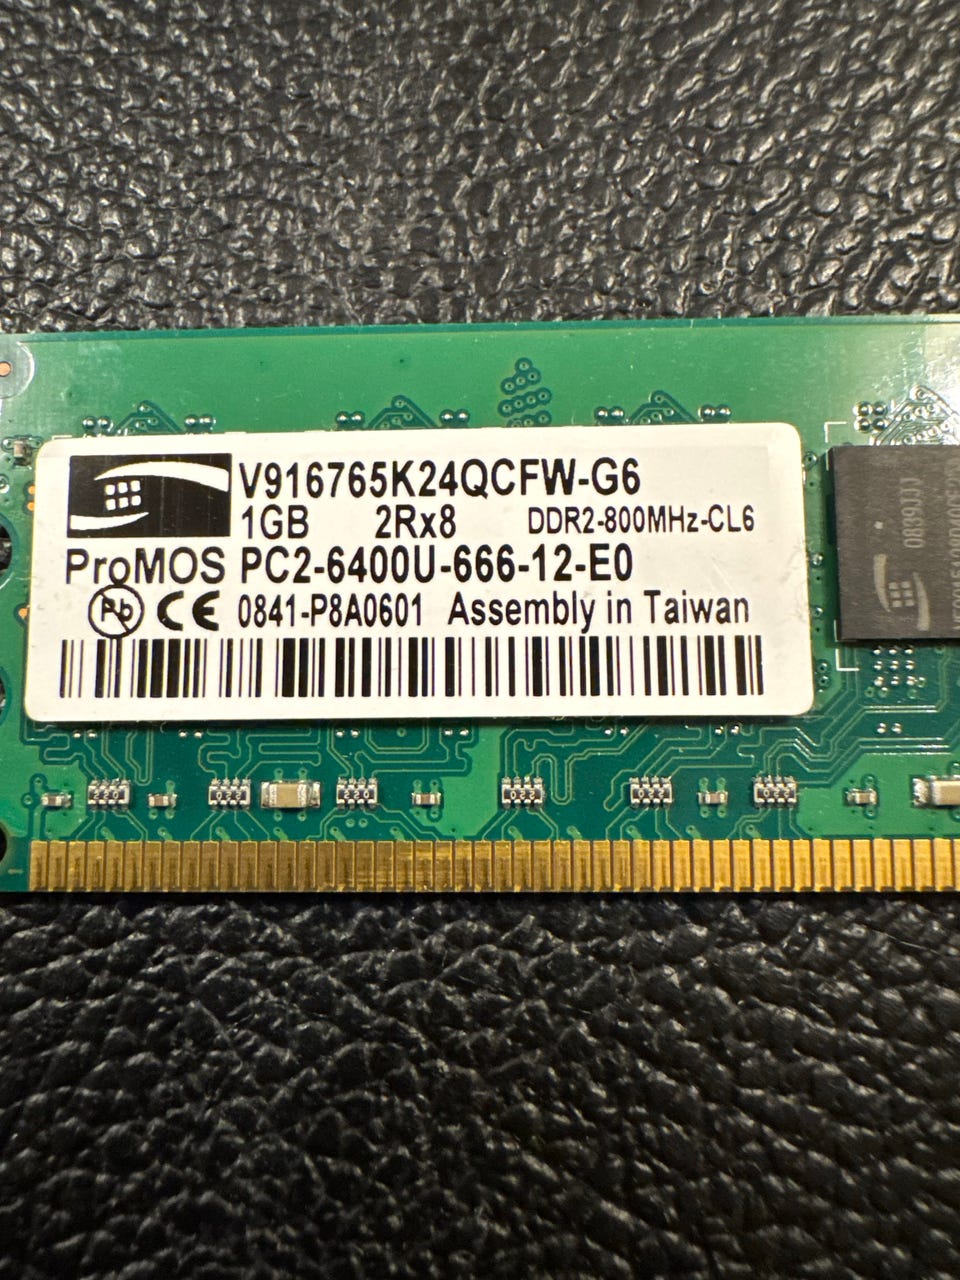 V916765K24QCFW-G6
1GB 2Rx8 DDR2-800MHz-CL6
ProMOS PC2-6400U-666-12-E0
Pb CE 0841-P8A0601 Assembly in Taiwan